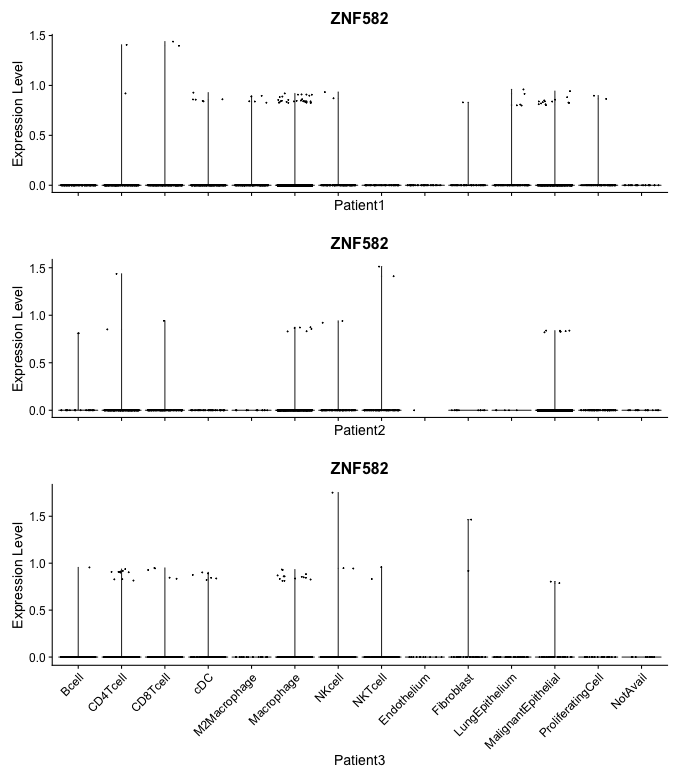 ZNF582
Expression Level
1.5
1.0
0.5
0.0
Patient1
ZNF582
Expression Level
1.5
1.0
0.5
0.0
Patient2
ZNF582
Expression Level
1.5
1.0
0.5
0.0
Bcell
CD4Tcell
CD8Tcell
cDC
M2Macrophage
Macrophage
NKcell
NKTcell
Endothelium
Fibroblast
LungEpithelium
MalignantEpithelial
ProliferatingCell
NotAvail
Patient3